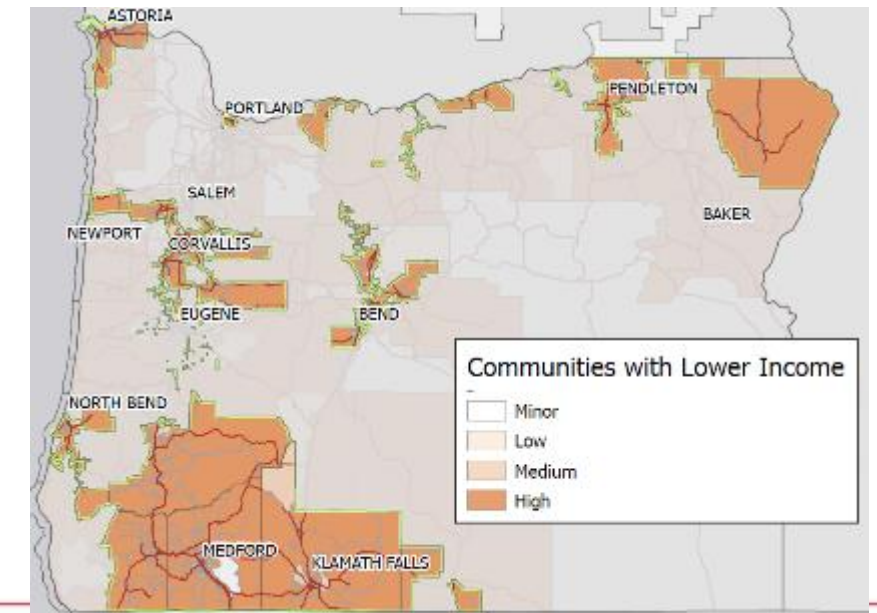 ASTORIA
PORTLAND
PENDLETON
SALEM
BAKER
NEWPORT
CORVALLIS
EUGENE
BEND
Communities with Lower Income
Minor
Low
Medium
High
NORTH BEND
MEDFORD
KLAMATH FALLS